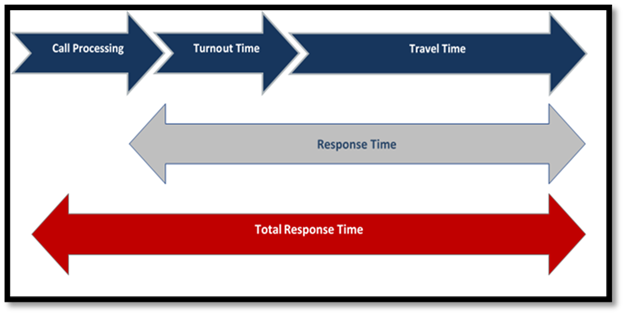 Call Processing
Turnout Time
Travel Time
Response Time
Total Response Time